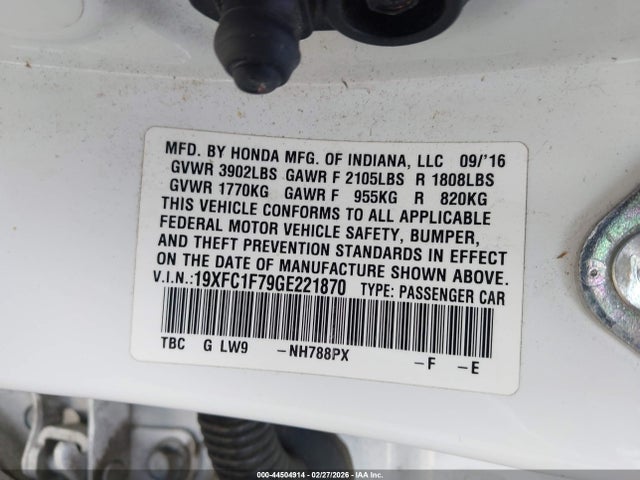 MFD. BY HONDA MFG. OF INDIANA, LLC 09/'16
GVWR 3902LBS GAWR F 2105LBS R 1808LBS
GVWR 1770KG GAWR F 955KG R 820KG
THIS VEHICLE CONFORMS TO ALL APPLICABLE
FEDERAL MOTOR VEHICLE SAFETY, BUMPER,
AND THEFT PREVENTION STANDARDS IN EFFECT
ON THE DATE OF MANUFACTURE SHOWN ABOVE.
V.I.N.:19XFC1F79GE221870 TYPE: PASSENGER CAR
TBC G LW9 -NH788PX -F -E
000-44504914 - 02/27/2026 - IAA Inc.